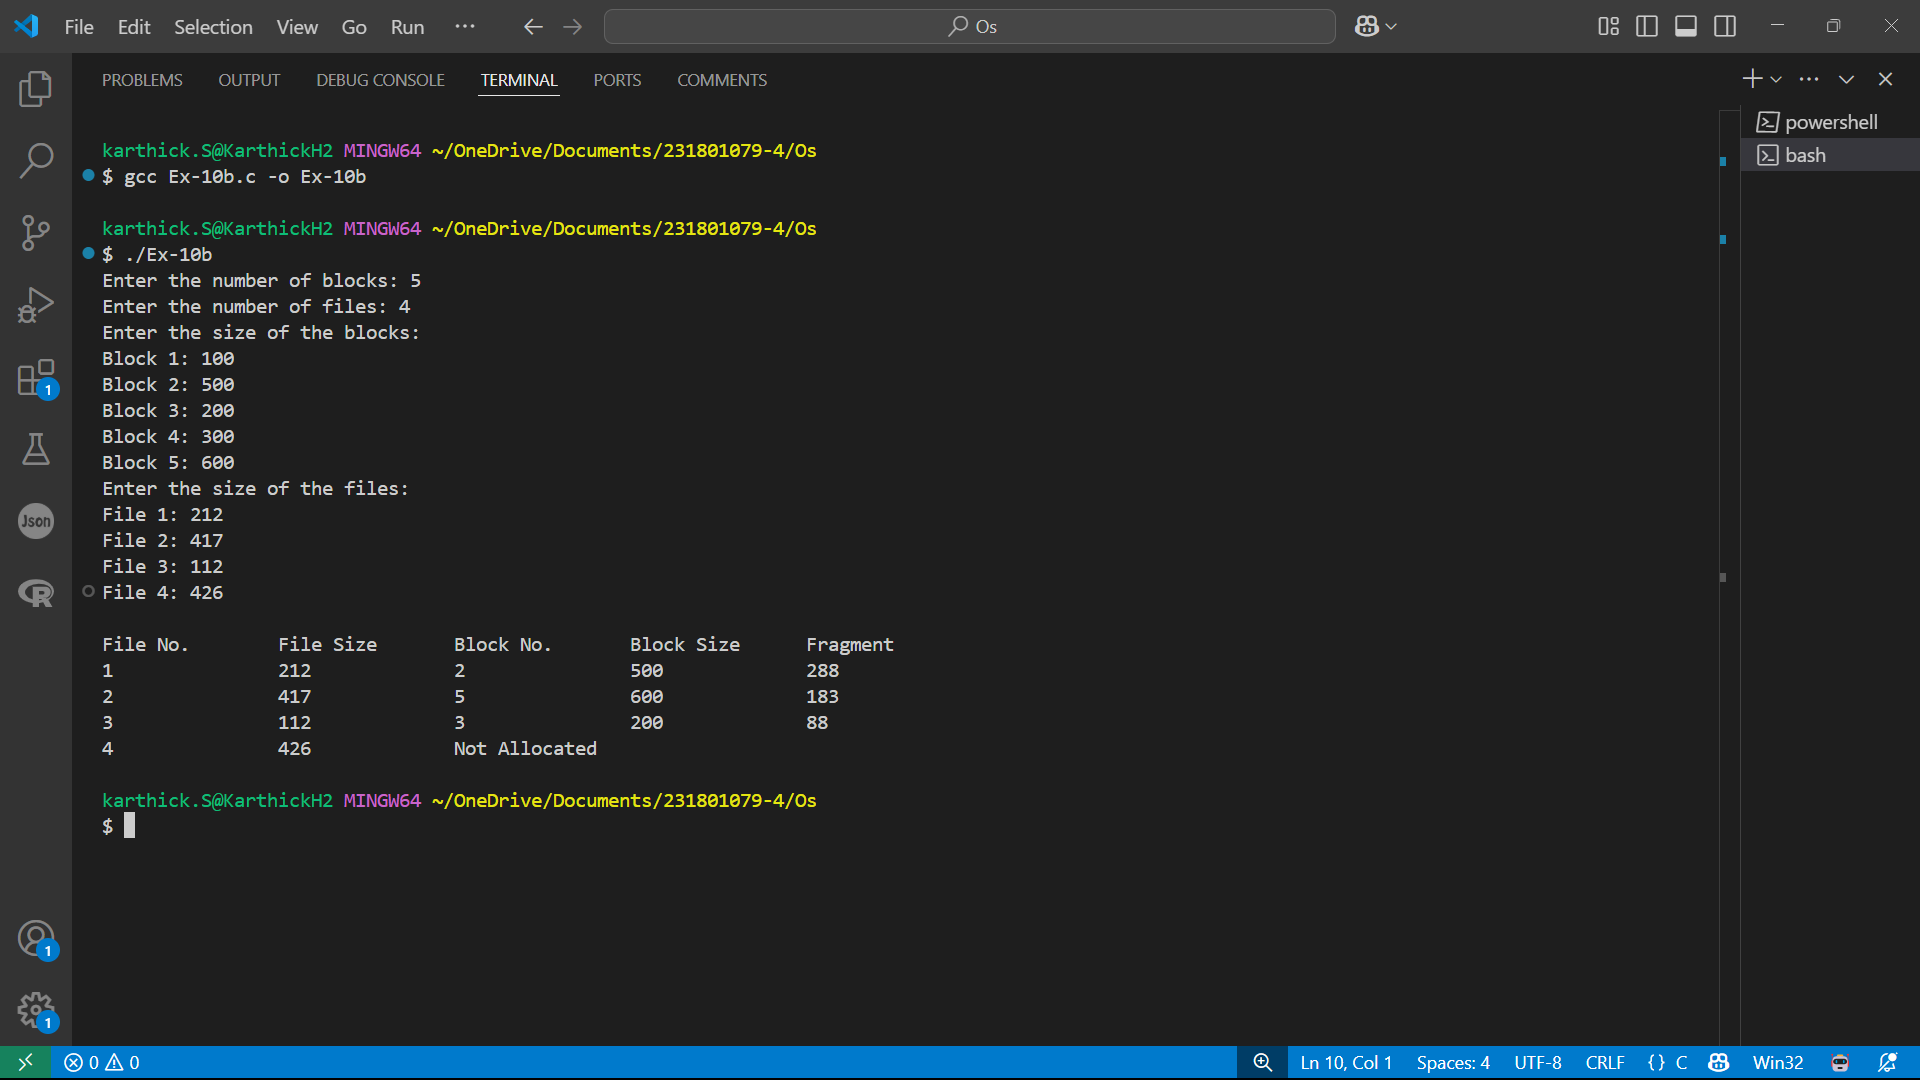 File Edit Selection View Go Run ··· Os
PROBLEMS OUTPUT DEBUG CONSOLE TERMINAL PORTS COMMENTS
powershell
bash
karthick.S@KarthickH2 MINGW64 ~/OneDrive/Documents/231801079-4/Os
$ gcc Ex-10b.c -o Ex-10b
karthick.S@KarthickH2 MINGW64 ~/OneDrive/Documents/231801079-4/Os
$ ./Ex-10b
Enter the number of blocks: 5
Enter the number of files: 4
Enter the size of the blocks:
Block 1: 100
Block 2: 500
Block 3: 200
Block 4: 300
Block 5: 600
Enter the size of the files:
File 1: 212
File 2: 417
File 3: 112
File 4: 426
File No. File Size Block No. Block Size Fragment
1 212 2 500 288
2 417 5 600 183
3 112 3 200 88
4 426 Not Allocated
karthick.S@KarthickH2 MINGW64 ~/OneDrive/Documents/231801079-4/Os
$
1
Json
R
1
1
0 0 Ln 10, Col 1 Spaces: 4 UTF-8 CRLF {} C Win32